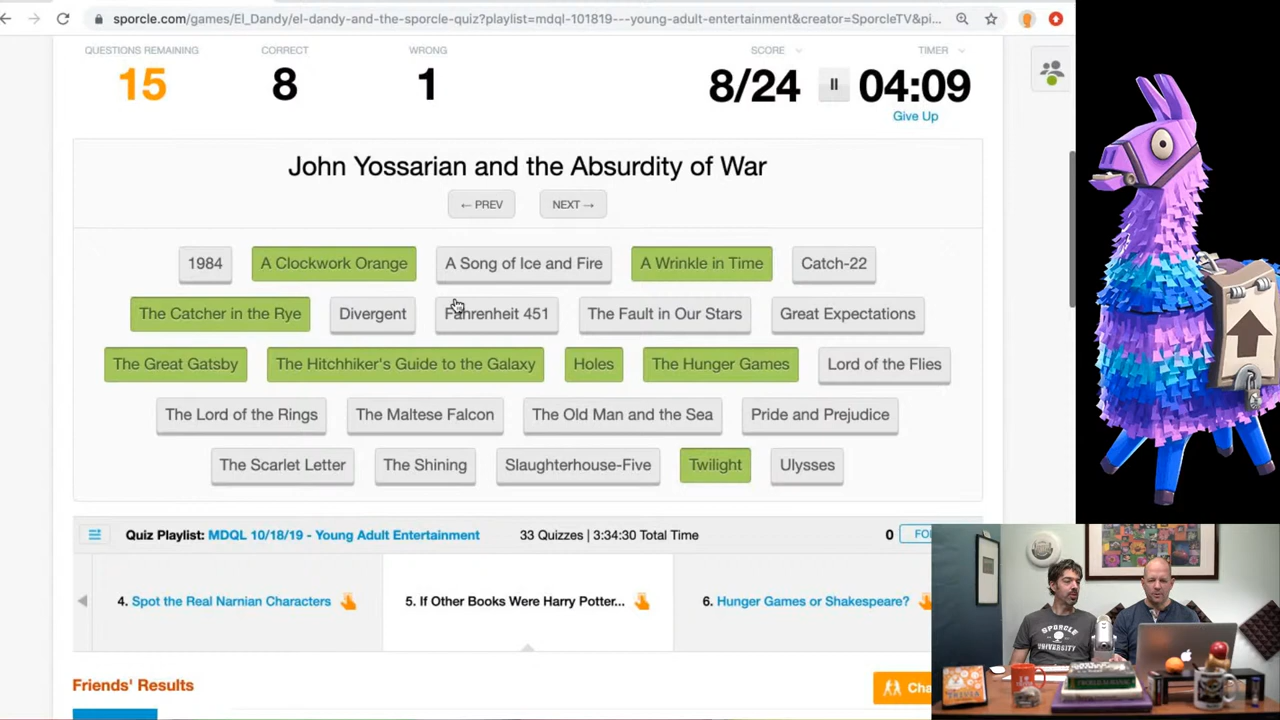 sporcle.com/games/El_Dandy/el-dandy-and-the-sporcle-quiz?playlist=mdql-101819---young-adult-entertainment&creator=SporcleTV&pi...
QUESTIONS REMAINING CORRECT WRONG SCORE TIMER
15 8 1 8/24 04:09
Give Up
John Yossarian and the Absurdity of War
← PREV NEXT →
1984 A Clockwork Orange A Song of Ice and Fire A Wrinkle in Time Catch-22
The Catcher in the Rye Divergent Fahrenheit 451 The Fault in Our Stars Great Expectations
The Great Gatsby The Hitchhiker's Guide to the Galaxy Holes The Hunger Games Lord of the Flies
The Lord of the Rings The Maltese Falcon The Old Man and the Sea Pride and Prejudice
The Scarlet Letter The Shining Slaughterhouse-Five Twilight Ulysses
Quiz Playlist: MDQL 10/18/19 - Young Adult Entertainment 33 Quizzes | 3:34:30 Total Time 0 FO
4. Spot the Real Narnian Characters 5. If Other Books Were Harry Potter... 6. Hunger Games or Shakespeare?
Friends' Results Cha
SPORCLE
UNIVERSITY